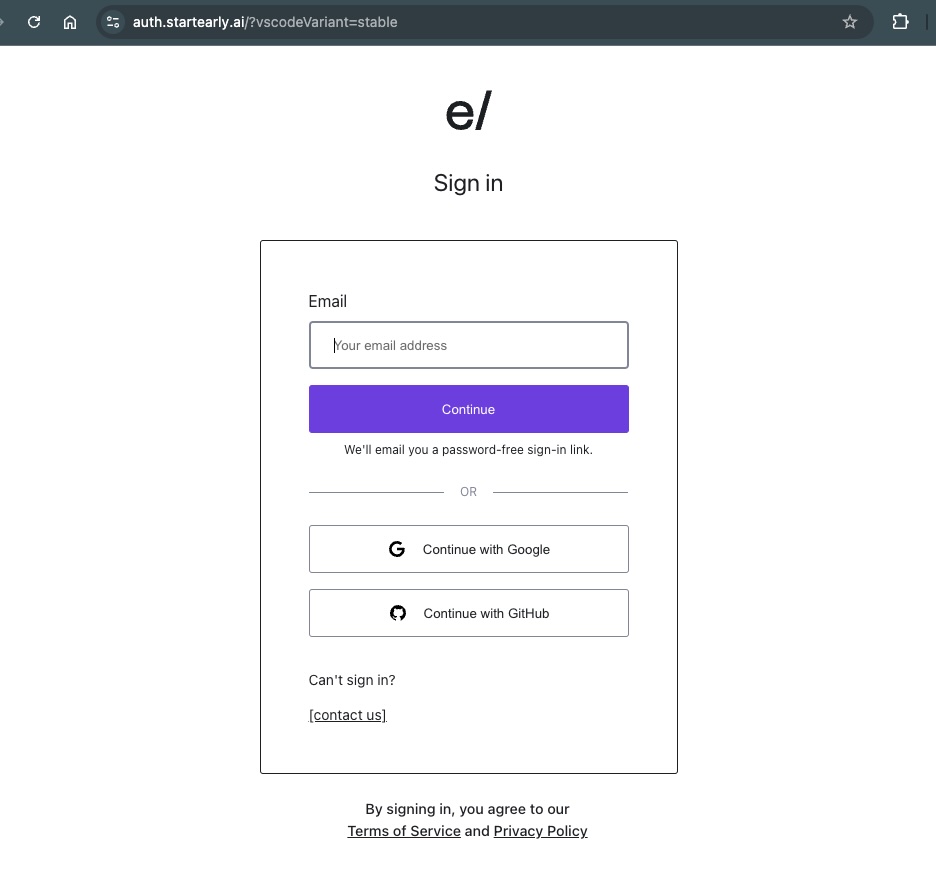 auth.startearly.ai/?vscodeVariant=stable
e/
Sign in
Email
Your email address
Continue
We'll email you a password-free sign-in link.
OR
G Continue with Google
Continue with GitHub
Can't sign in?
[contact us]
By signing in, you agree to our
Terms of Service and Privacy Policy